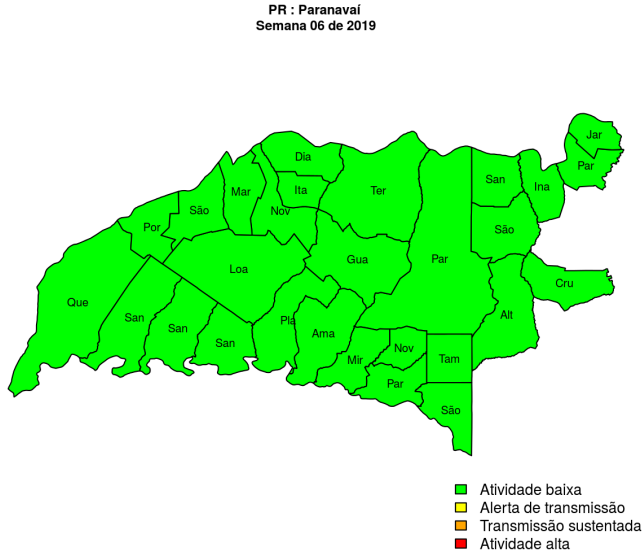 PR : Paranavaí
Semana 06 de 2019
Jar
Par
Dia
San
Ina
Ita
Mar
Ter
São
Nov
Por
São
Par
Gua
Loa
Cru
Que
Alt
San
Pla
San
Ama
San
Nov
Mir
Tam
Par
São
Atividade baixa
Alerta de transmissão
Transmissão sustentada
Atividade alta